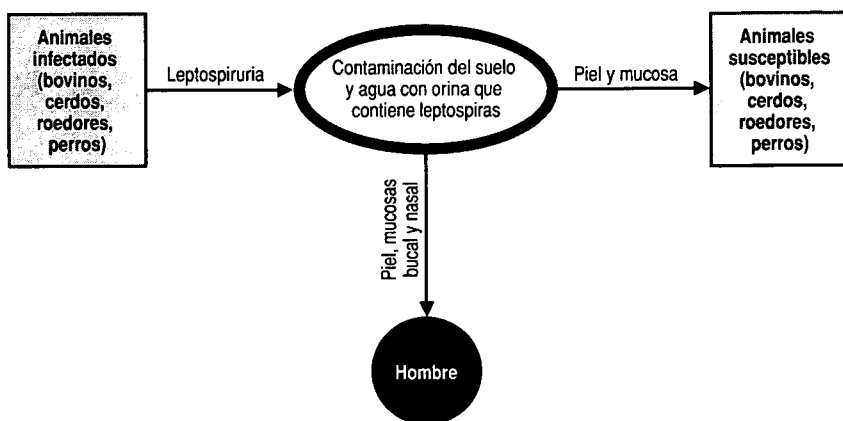 Animales
infectados
(bovinos,
cerdos,
roedores,
perros)
Leptospiruria
Contaminación del suelo
y agua con orina que
contiene leptospiras
Piel y mucosa
Animales
susceptibles
(bovinos,
cerdos,
roedores,
perros)
Piel, mucosas
bucal y nasal
Hombre